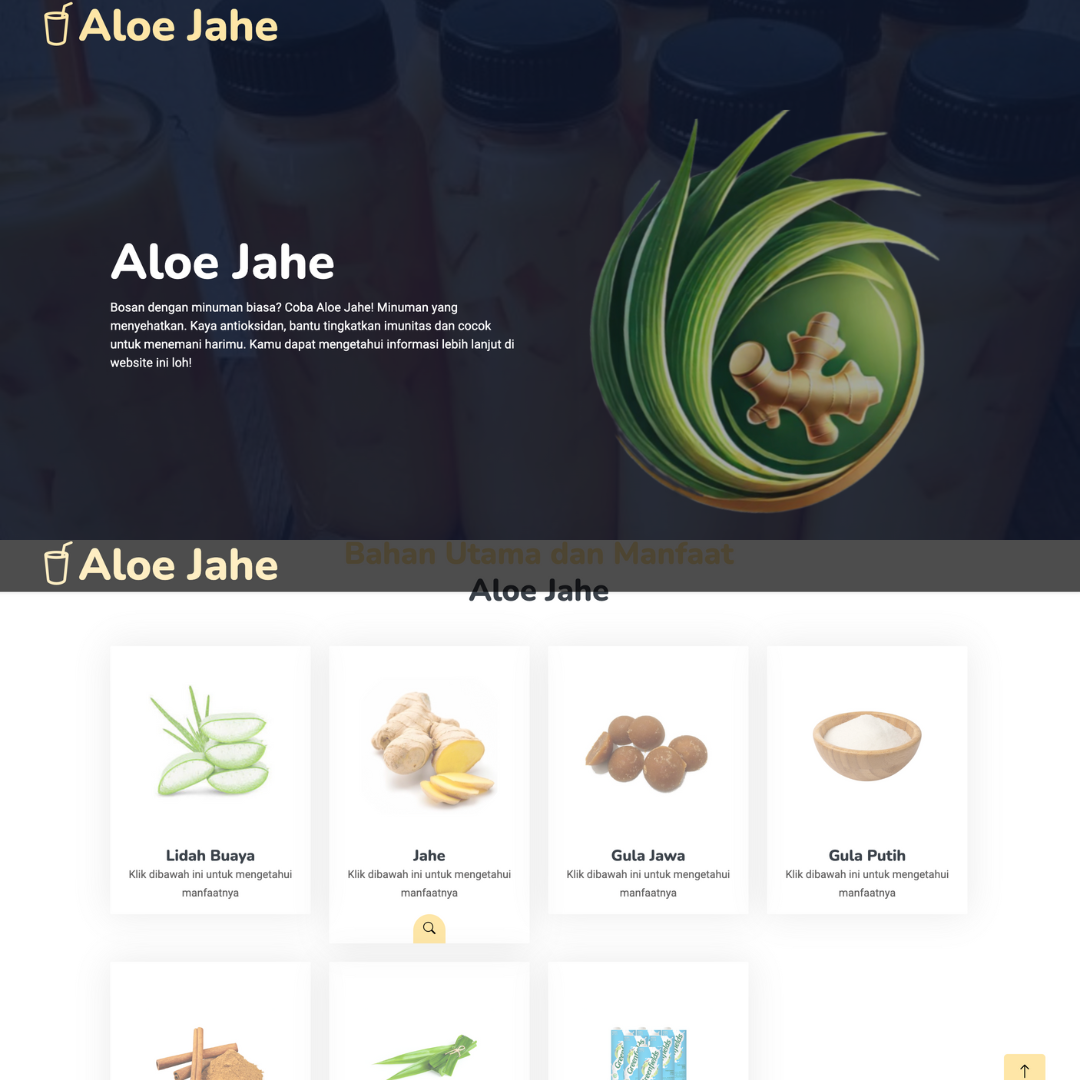 Aloe Jahe
Aloe Jahe
Bosan dengan minuman biasa? Coba Aloe Jahe! Minuman yang
menyehatkan. Kaya antioksidan, bantu tingkatkan imunitas dan cocok
untuk menemani harimu. Kamu dapat mengetahui informasi lebih lanjut di
website ini loh!
Aloe Jahe
Bahan Utama dan Manfaat
Aloe Jahe
Lidah Buaya
Klik dibawah ini untuk mengetahui
manfaatnya
Jahe
Klik dibawah ini untuk mengetahui
manfaatnya
Gula Jawa
Klik dibawah ini untuk mengetahui
manfaatnya
Gula Putih
Klik dibawah ini untuk mengetahui
manfaatnya